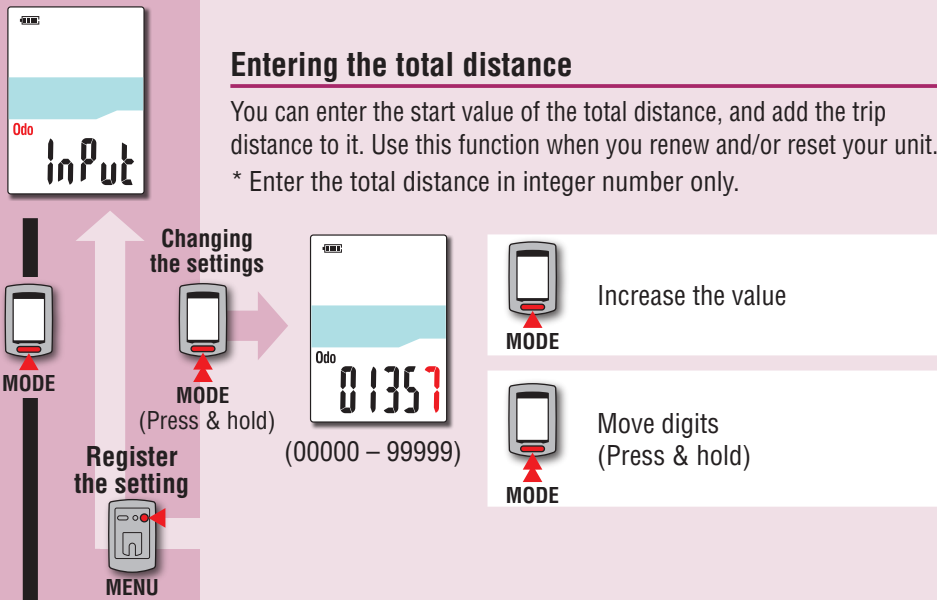 Odo
InPut
Entering the total distance
You can enter the start value of the total distance, and add the trip
distance to it. Use this function when you renew and/or reset your unit.
* Enter the total distance in integer number only.
MODE
Changing
the settings
MODE
(Press & hold)
Odo
01357
(00000 – 99999)
MODE
Increase the value
MODE
Move digits
(Press & hold)
Register
the setting
MENU